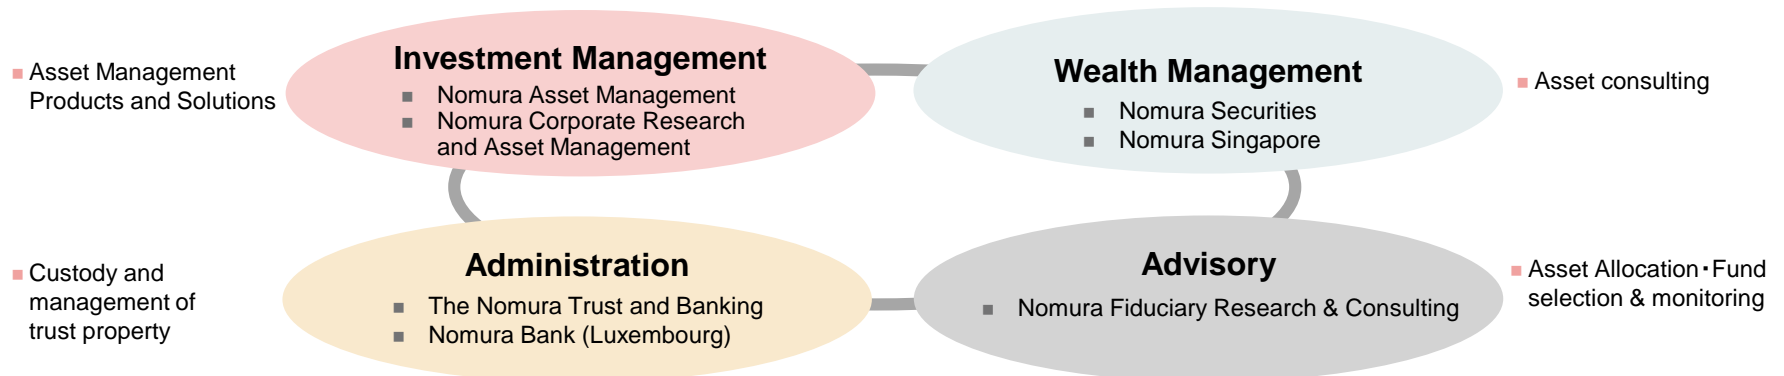 Asset Management
Products and Solutions
Investment Management
Nomura Asset Management
Nomura Corporate Research
and Asset Management
Wealth Management
Nomura Securities
Nomura Singapore
Asset consulting
Custody and
management of
trust property
Administration
The Nomura Trust and Banking
Nomura Bank (Luxembourg)
Advisory
Nomura Fiduciary Research & Consulting
Asset Allocation・Fund
selection & monitoring